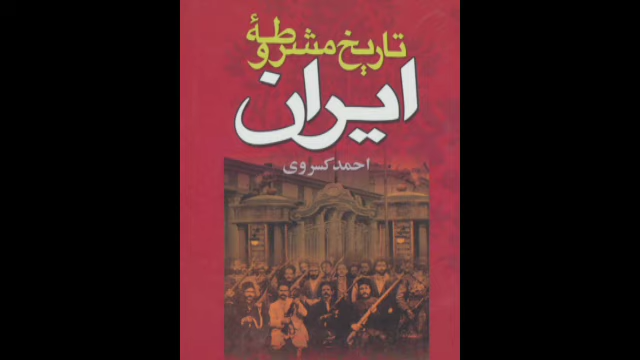 تاریخ مشروطهٔ
ایران
احمد کسروی